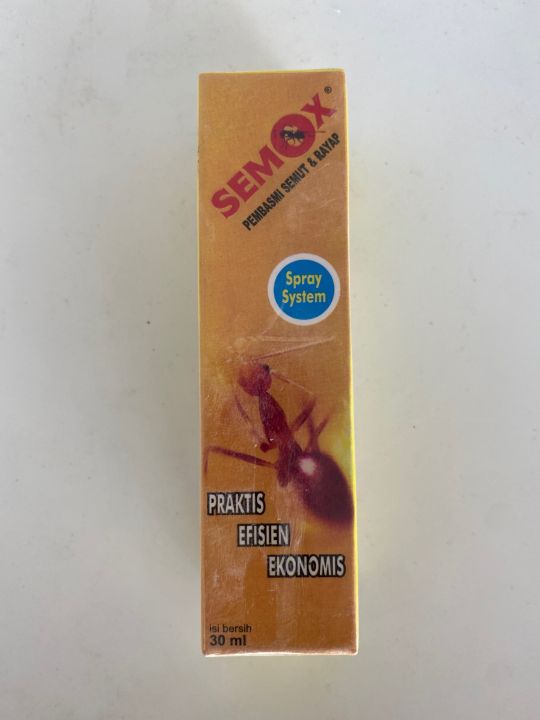 SEMOX®
PEMBASMI SEMUT & RAYAP
Spray
System
PRAKTIS
EFISIEN
EKONOMIS
isi bersih
30 ml